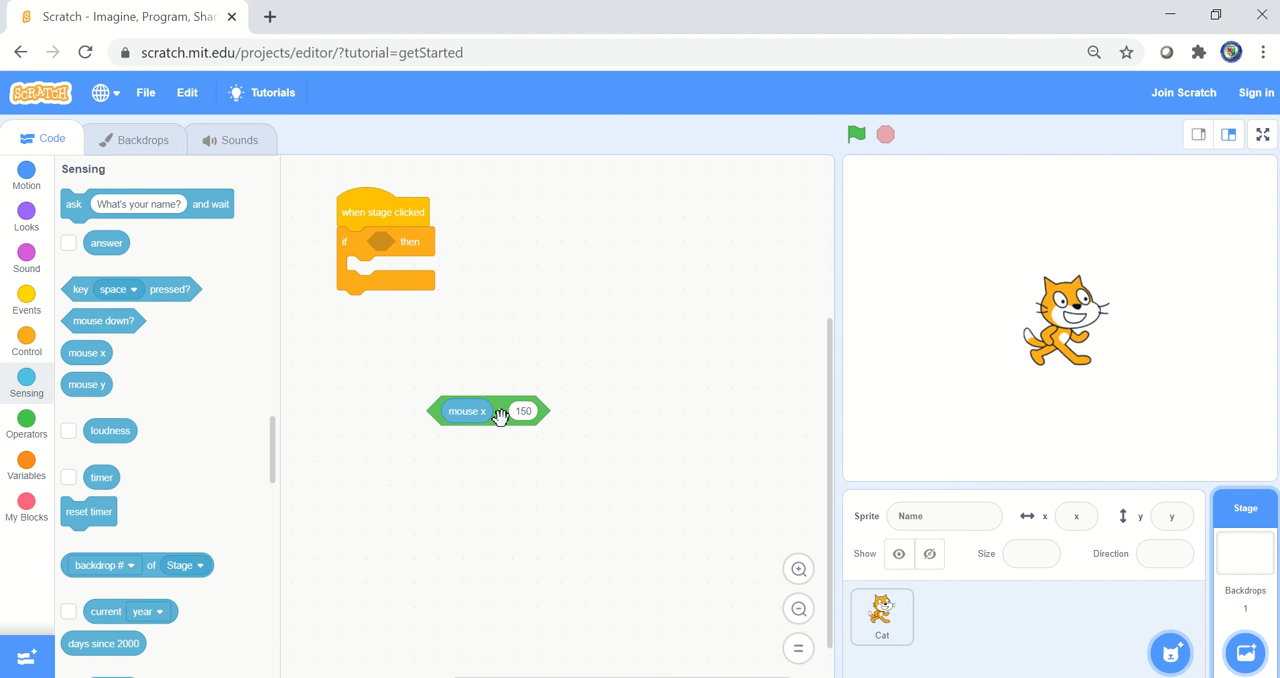 Scratch - Imagine, Program, Shar
scratch.mit.edu/projects/editor/?tutorial=getStarted
SCRATCH File Edit Tutorials Join Scratch Sign in
Code Backdrops Sounds
Motion
Looks
Sound
Events
Control
Sensing
Operators
Variables
My Blocks
Sensing
ask What's your name? and wait
answer
key space pressed?
mouse down?
mouse x
mouse y
loudness
timer
reset timer
backdrop # of Stage
current year
days since 2000
when stage clicked
if then
mouse x 150
Sprite Name x x y y
Show Size Direction
Cat
Stage
Backdrops
1